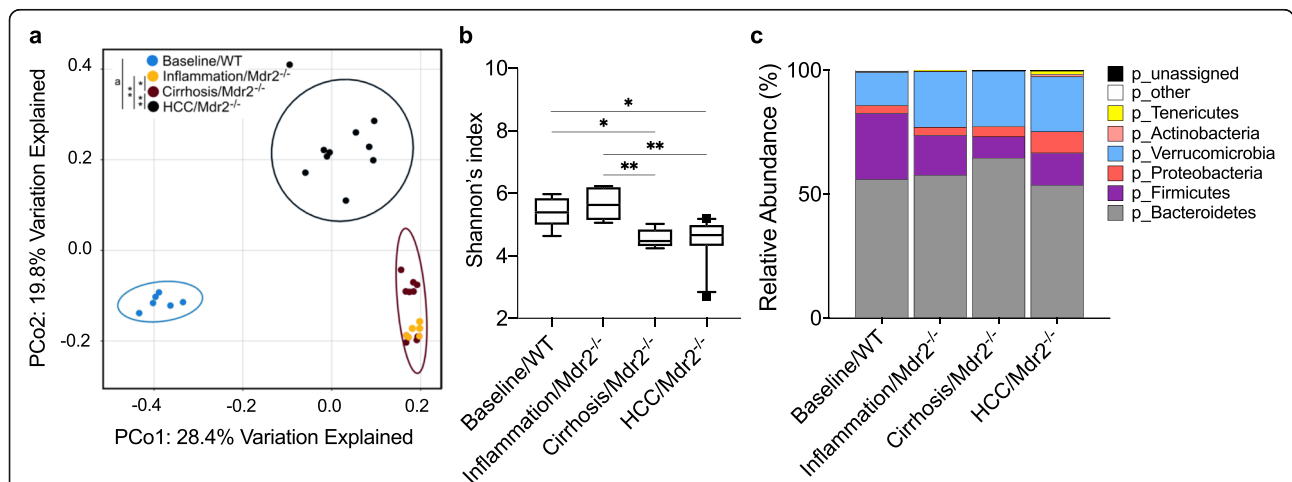 a
Baseline/WT
Inflammation/Mdr2-/-
Cirrhosis/Mdr2-/-
HCC/Mdr2-/-
a
**
*
**
*
0.4
0.2
0.0
-0.2
-0.4
-0.2
0.0
0.2
PCo2: 19.8% Variation Explained
PCo1: 28.4% Variation Explained
b
10
8
6
4
2
Shannon's index
*
*
**
**
Baseline/WT
Inflammation/Mdr2-/-
Cirrhosis/Mdr2-/-
HCC/Mdr2-/-
c
100
50
0
Relative Abundance (%)
Baseline/WT
Inflammation/Mdr2-/-
Cirrhosis/Mdr2-/-
HCC/Mdr2-/-
p_unassigned
p_other
p_Tenericutes
p_Actinobacteria
p_Verrucomicrobia
p_Proteobacteria
p_Firmicutes
p_Bacteroidetes